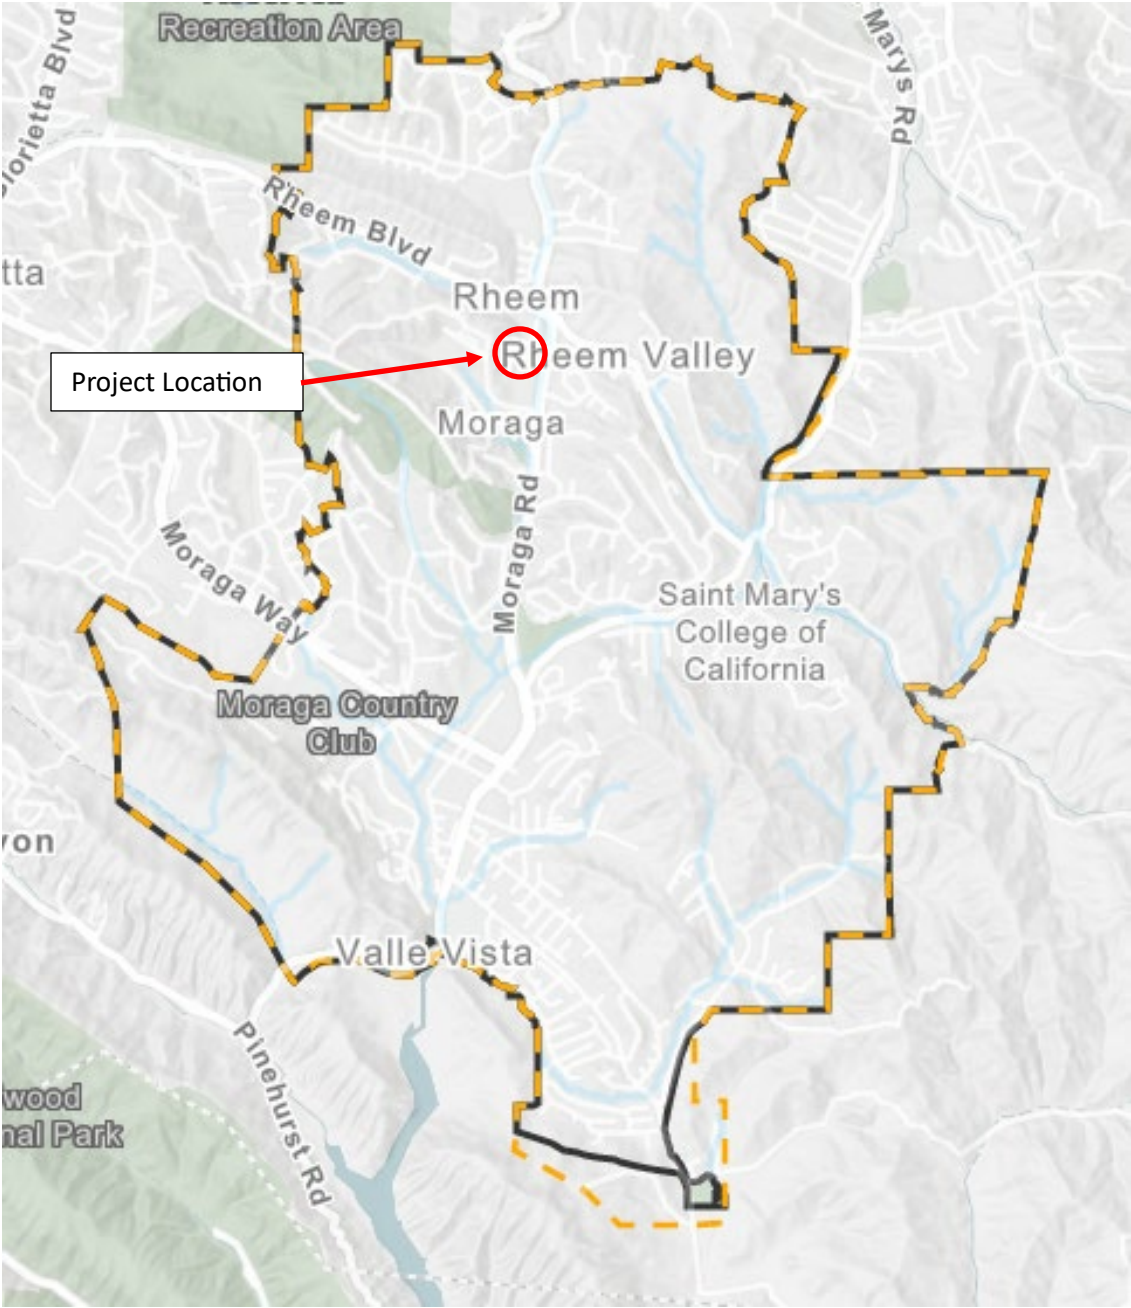 Recreation Area
Marys Rd
Glorietta Blvd
Rheem Blvd
tta
Rheem
Rheem Valley
Project Location
Moraga
Moraga Rd
Moraga Way
Saint Mary's
College of
California
Moraga Country
Club
yon
Valle Vista
Pinehurst Rd
wood
nal Park